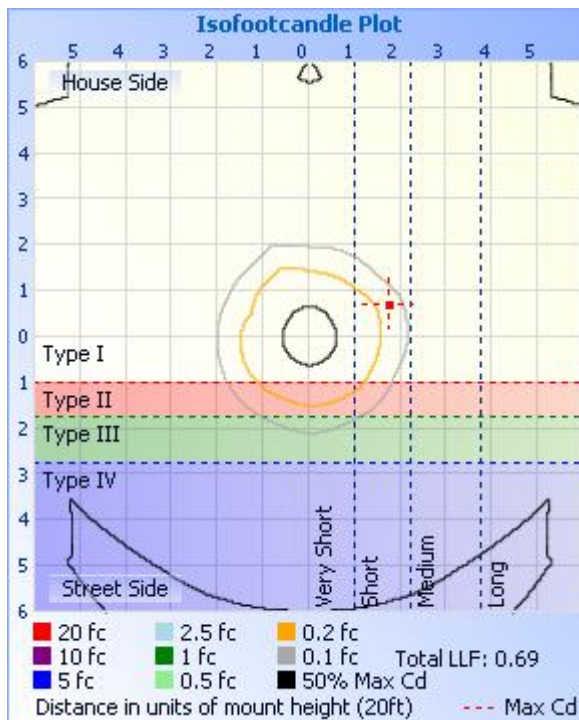 Isofootcandle Plot
5 4 3 2 1 0 1 2 3 4 5
6
House Side
5
4
3
2
1
0
Type I
1
Type II
2
Type III
3
Type IV
4
5
Street Side
6
Very Short
Short
Medium
Long
20 fc 2.5 fc 0.2 fc
10 fc 1 fc 0.1 fc Total LLF: 0.69
5 fc 0.5 fc 50% Max Cd
Distance in units of mount height (20ft) --- Max Cd